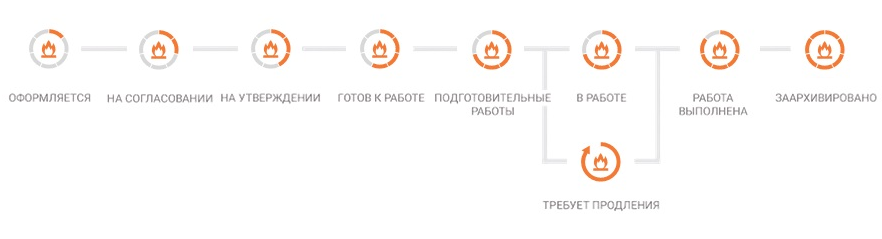 ОФОРМЛЯЕТСЯ
НА СОГЛАСОВАНИИ
НА УТВЕРЖДЕНИИ
ГОТОВ К РАБОТЕ
ПОДГОТОВИТЕЛЬНЫЕ
РАБОТЫ
В РАБОТЕ
РАБОТА
ВЫПОЛНЕНА
ЗААРХИВИРОВАНО
ТРЕБУЕТ ПРОДЛЕНИЯ